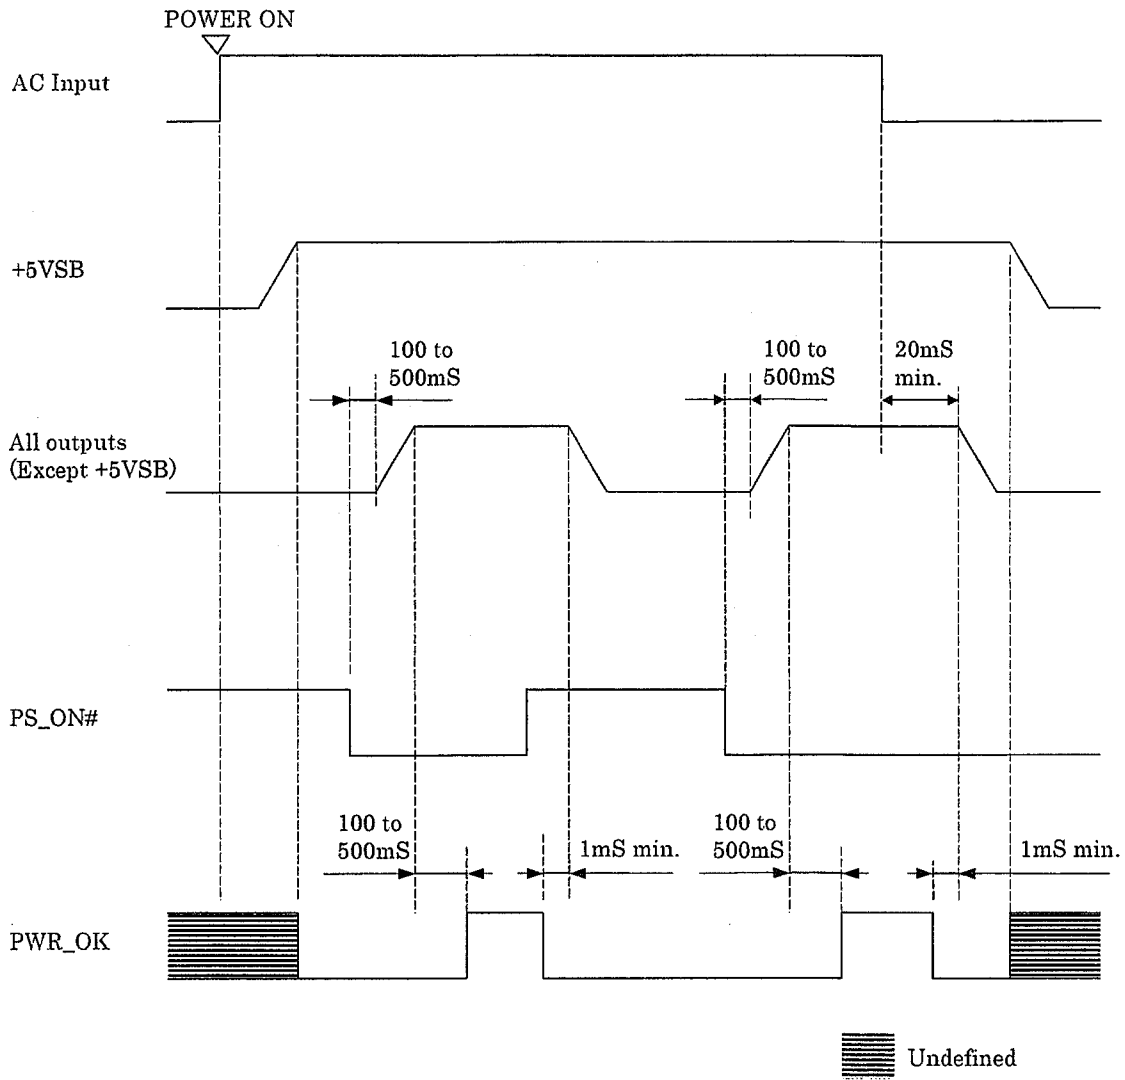 POWER ON
AC Input
+5VSB
100 to
500mS
100 to
500mS
20mS
min.
All outputs
(Except +5VSB)
PS_ON#
100 to
500mS
1mS min.
100 to
500mS
1mS min.
PWR_OK
Undefined